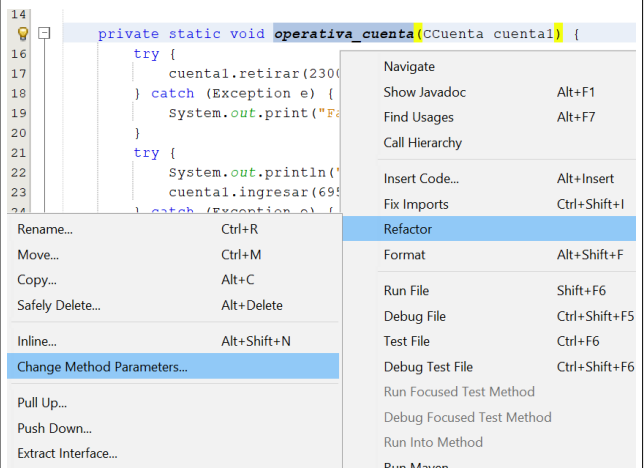 14
private static void operativa_cuenta(CCuenta cuenta1) {
16 try {
17 cuenta1.retirar(2300
18 } catch (Exception e) {
19 System.out.print("Fa
20 }
21 try {
22 System.out.println("
23 cuenta1.ingresar(695
24 } catch (Exception e) {
Navigate
Show Javadoc Alt+F1
Find Usages Alt+F7
Call Hierarchy
Insert Code... Alt+Insert
Fix Imports Ctrl+Shift+I
Refactor
Format Alt+Shift+F
Run File Shift+F6
Debug File Ctrl+Shift+F5
Test File Ctrl+F6
Debug Test File Ctrl+Shift+F6
Run Focused Test Method
Debug Focused Test Method
Run Into Method
Run Maven
Rename... Ctrl+R
Move... Ctrl+M
Copy... Alt+C
Safely Delete... Alt+Delete
Inline... Alt+Shift+N
Change Method Parameters...
Pull Up...
Push Down...
Extract Interface...